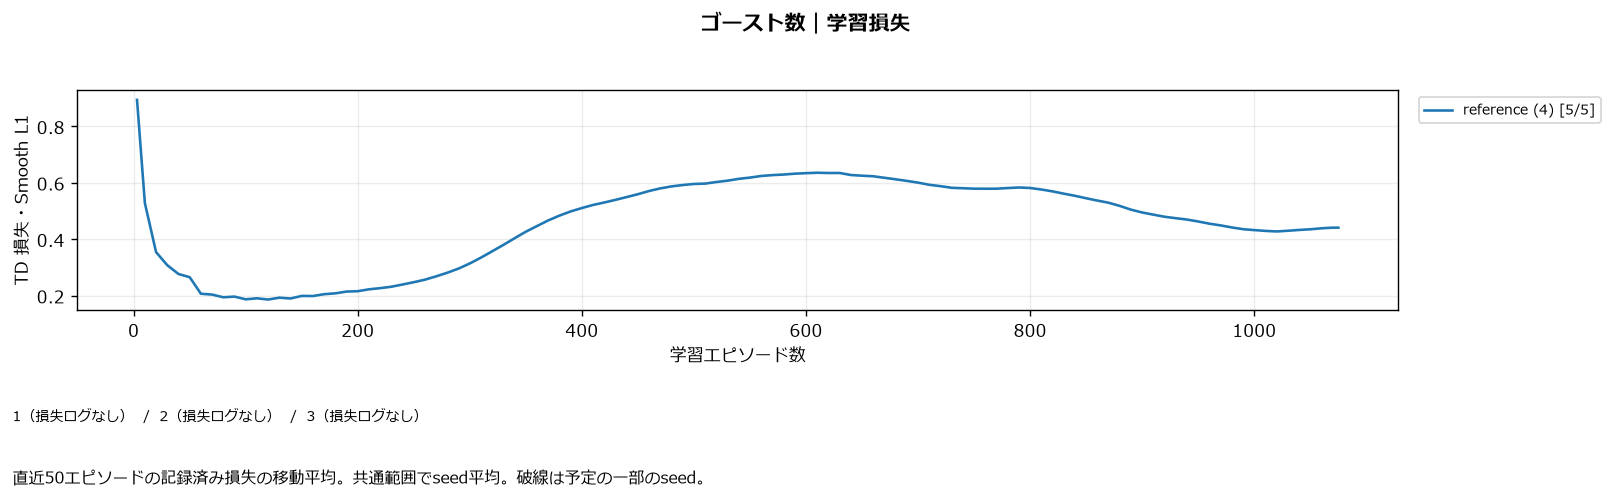 ゴースト数｜学習損失
TD 損失・Smooth L1
0.8
0.6
0.4
0.2
0
200
400
600
800
1000
学習エピソード数
reference (4) [5/5]
1（損失ログなし） / 2（損失ログなし） / 3（損失ログなし）
直近50エピソードの記録済み損失の移動平均。共通範囲でseed平均。破線は予定の一部のseed。